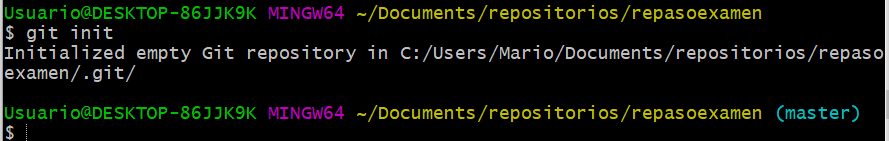 Usuario@DESKTOP-86JJK9K MINGW64 ~/Documents/repositorios/repasoexamen
$ git init
Initialized empty Git repository in C:/Users/Mario/Documents/repositorios/repaso
examen/.git/
Usuario@DESKTOP-86JJK9K MINGW64 ~/Documents/repositorios/repasoexamen (master)
$